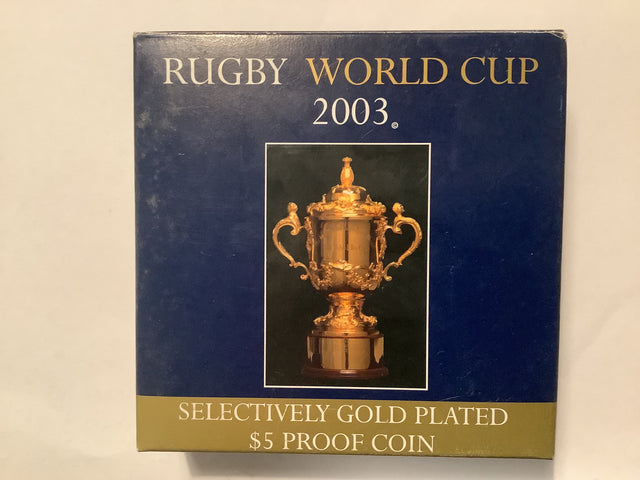 RUGBY WORLD CUP
2003©
SELECTIVELY GOLD PLATED
$5 PROOF COIN